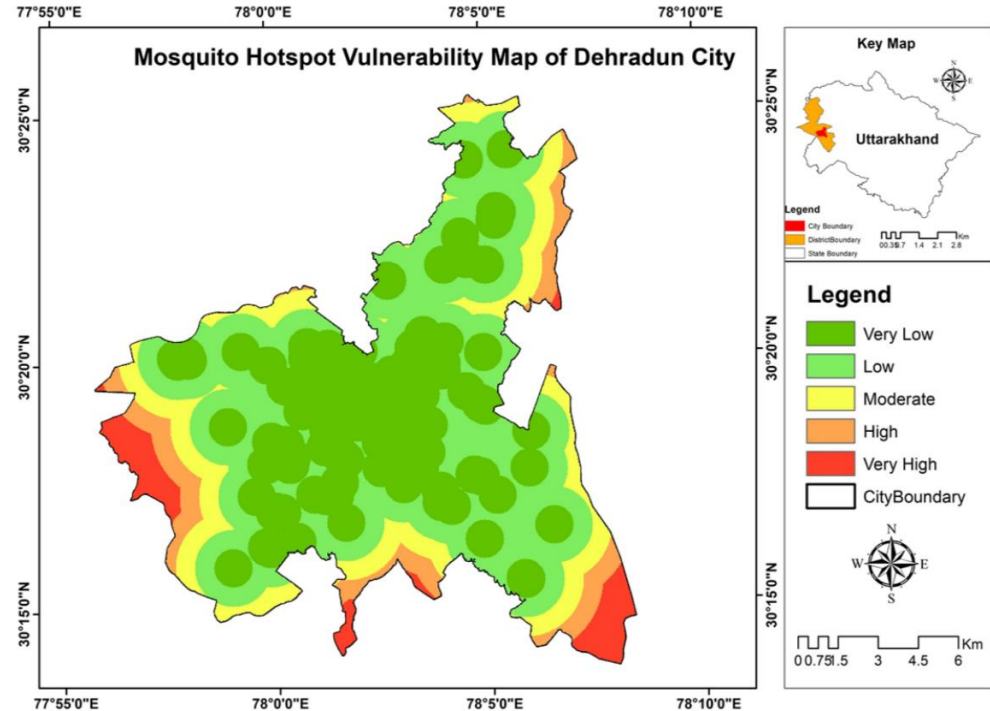 77°55'0"E 78°0'0"E 78°5'0"E 78°10'0"E
Mosquito Hotspot Vulnerability Map of Dehradun City
30°25'0"N
30°20'0"N
30°15'0"N
30°25'0"N
30°20'0"N
30°15'0"N
77°55'0"E 78°0'0"E 78°5'0"E 78°10'0"E
Key Map
N
W E
S
Uttarakhand
Legend
City Boundary
DistrictBoundary
State Boundary
Km
00.350.7 1.4 2.1 2.8
Legend
Very Low
Low
Moderate
High
Very High
CityBoundary
N
W E
S
Km
0 0.751.5 3 4.5 6